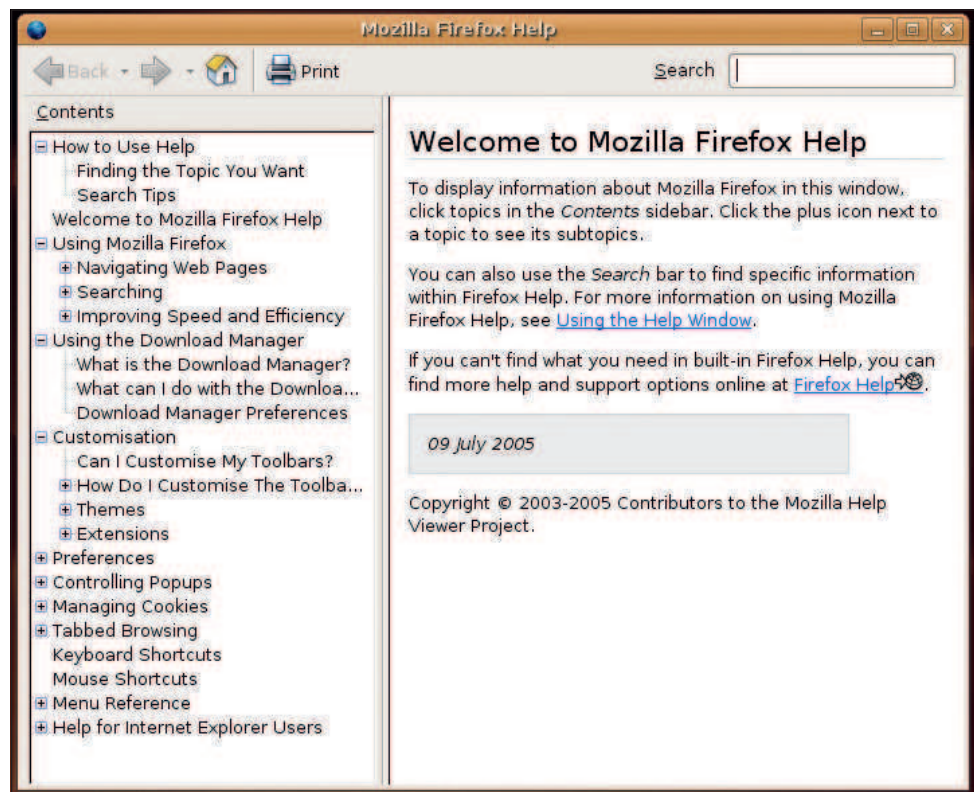 Mozilla Firefox Help
Back
Print
Search
Contents
How to Use Help
Finding the Topic You Want
Search Tips
Welcome to Mozilla Firefox Help
Using Mozilla Firefox
Navigating Web Pages
Searching
Improving Speed and Efficiency
Using the Download Manager
What is the Download Manager?
What can I do with the Downloa...
Download Manager Preferences
Customisation
Can I Customise My Toolbars?
How Do I Customise The Toolba...
Themes
Extensions
Preferences
Controlling Popups
Managing Cookies
Tabbed Browsing
Keyboard Shortcuts
Mouse Shortcuts
Menu Reference
Help for Internet Explorer Users
Welcome to Mozilla Firefox Help
To display information about Mozilla Firefox in this window,
click topics in the Contents sidebar. Click the plus icon next to
a topic to see its subtopics.
You can also use the Search bar to find specific information
within Firefox Help. For more information on using Mozilla
Firefox Help, see Using the Help Window.
If you can't find what you need in built-in Firefox Help, you can
find more help and support options online at Firefox Help.
09 July 2005
Copyright © 2003-2005 Contributors to the Mozilla Help
Viewer Project.